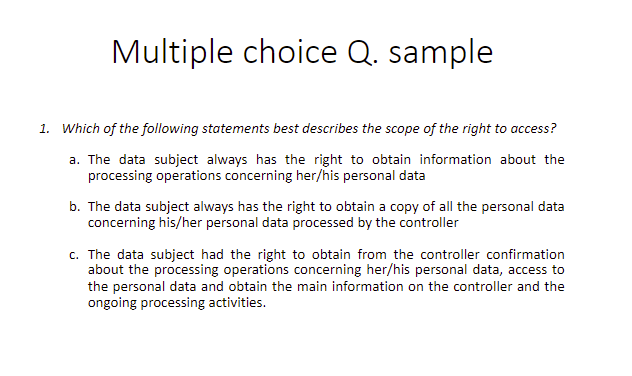 Multiple choice Q. sample
1. Which of the following statements best describes the scope of the right to access?
a. The data subject always has the right to obtain information about the
processing operations concerning her/his personal data
b. The data subject always has the right to obtain a copy of all the personal data
concerning his/her personal data processed by the controller
c. The data subject had the right to obtain from the controller confirmation
about the processing operations concerning her/his personal data, access to
the personal data and obtain the main information on the controller and the
ongoing processing activities.